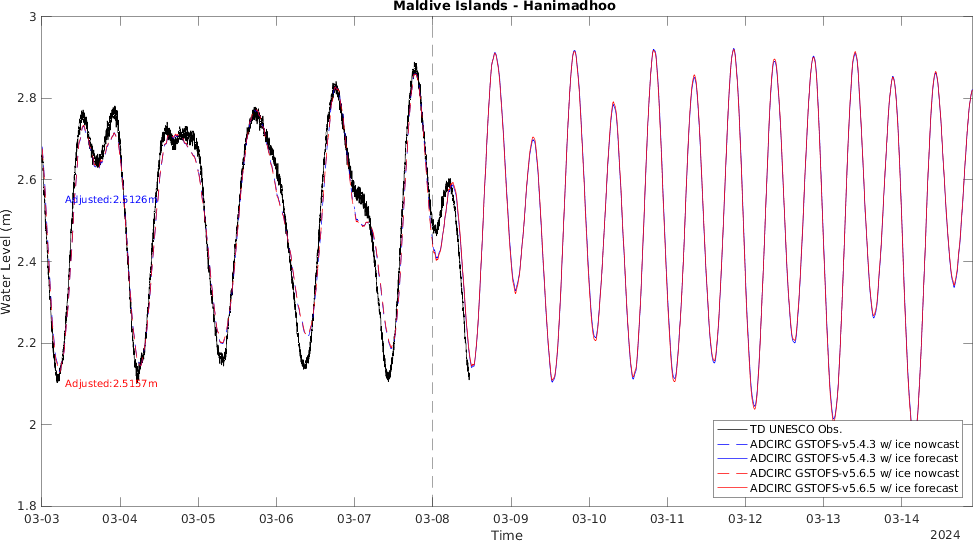 Maldive Islands - Hanimadhoo
3
2.8
2.6
2.4
2.2
2
1.8
Water Level (m)
Adjusted:2.5126m
Adjusted:2.5157m
TD UNESCO Obs.
ADCIRC GSTOFS-v5.4.3 w/ ice nowcast
ADCIRC GSTOFS-v5.4.3 w/ ice forecast
ADCIRC GSTOFS-v5.6.5 w/ ice nowcast
ADCIRC GSTOFS-v5.6.5 w/ ice forecast
03-03 03-04 03-05 03-06 03-07 03-08 03-09 03-10 03-11 03-12 03-13 03-14
Time
2024